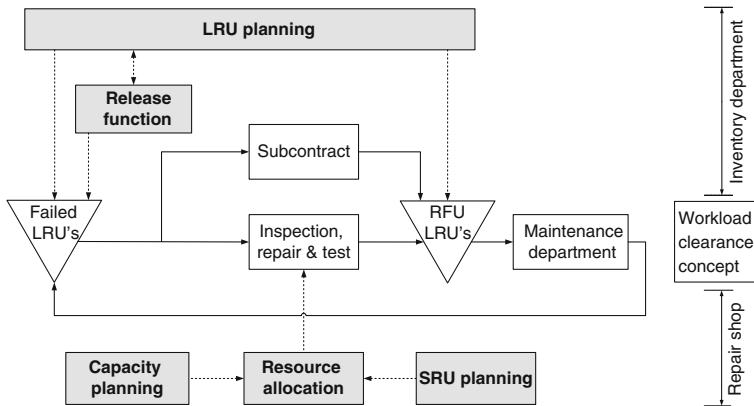 LRU planning
Release
function
Subcontract
Failed
LRU's
Inspection,
repair & test
RFU
LRU's
Maintenance
department
Capacity
planning
Resource
allocation
SRU planning
Inventory department
Workload
clearance
concept
Repair shop